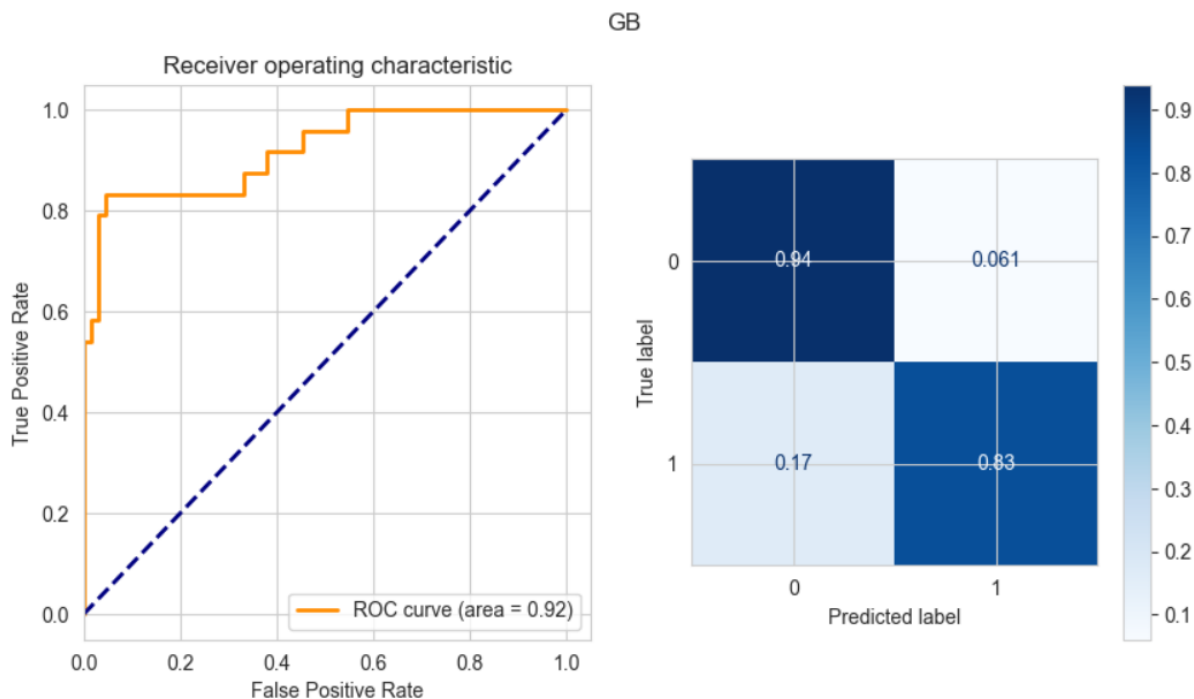 GB
Receiver operating characteristic
1.0
0.8
0.6
0.4
0.2
0.0
True Positive Rate
0.0 0.2 0.4 0.6 0.8 1.0
False Positive Rate
ROC curve (area = 0.92)
True label
0
1
0.94 0.061
0.17 0.83
0 1
Predicted label
0.9
0.8
0.7
0.6
0.5
0.4
0.3
0.2
0.1